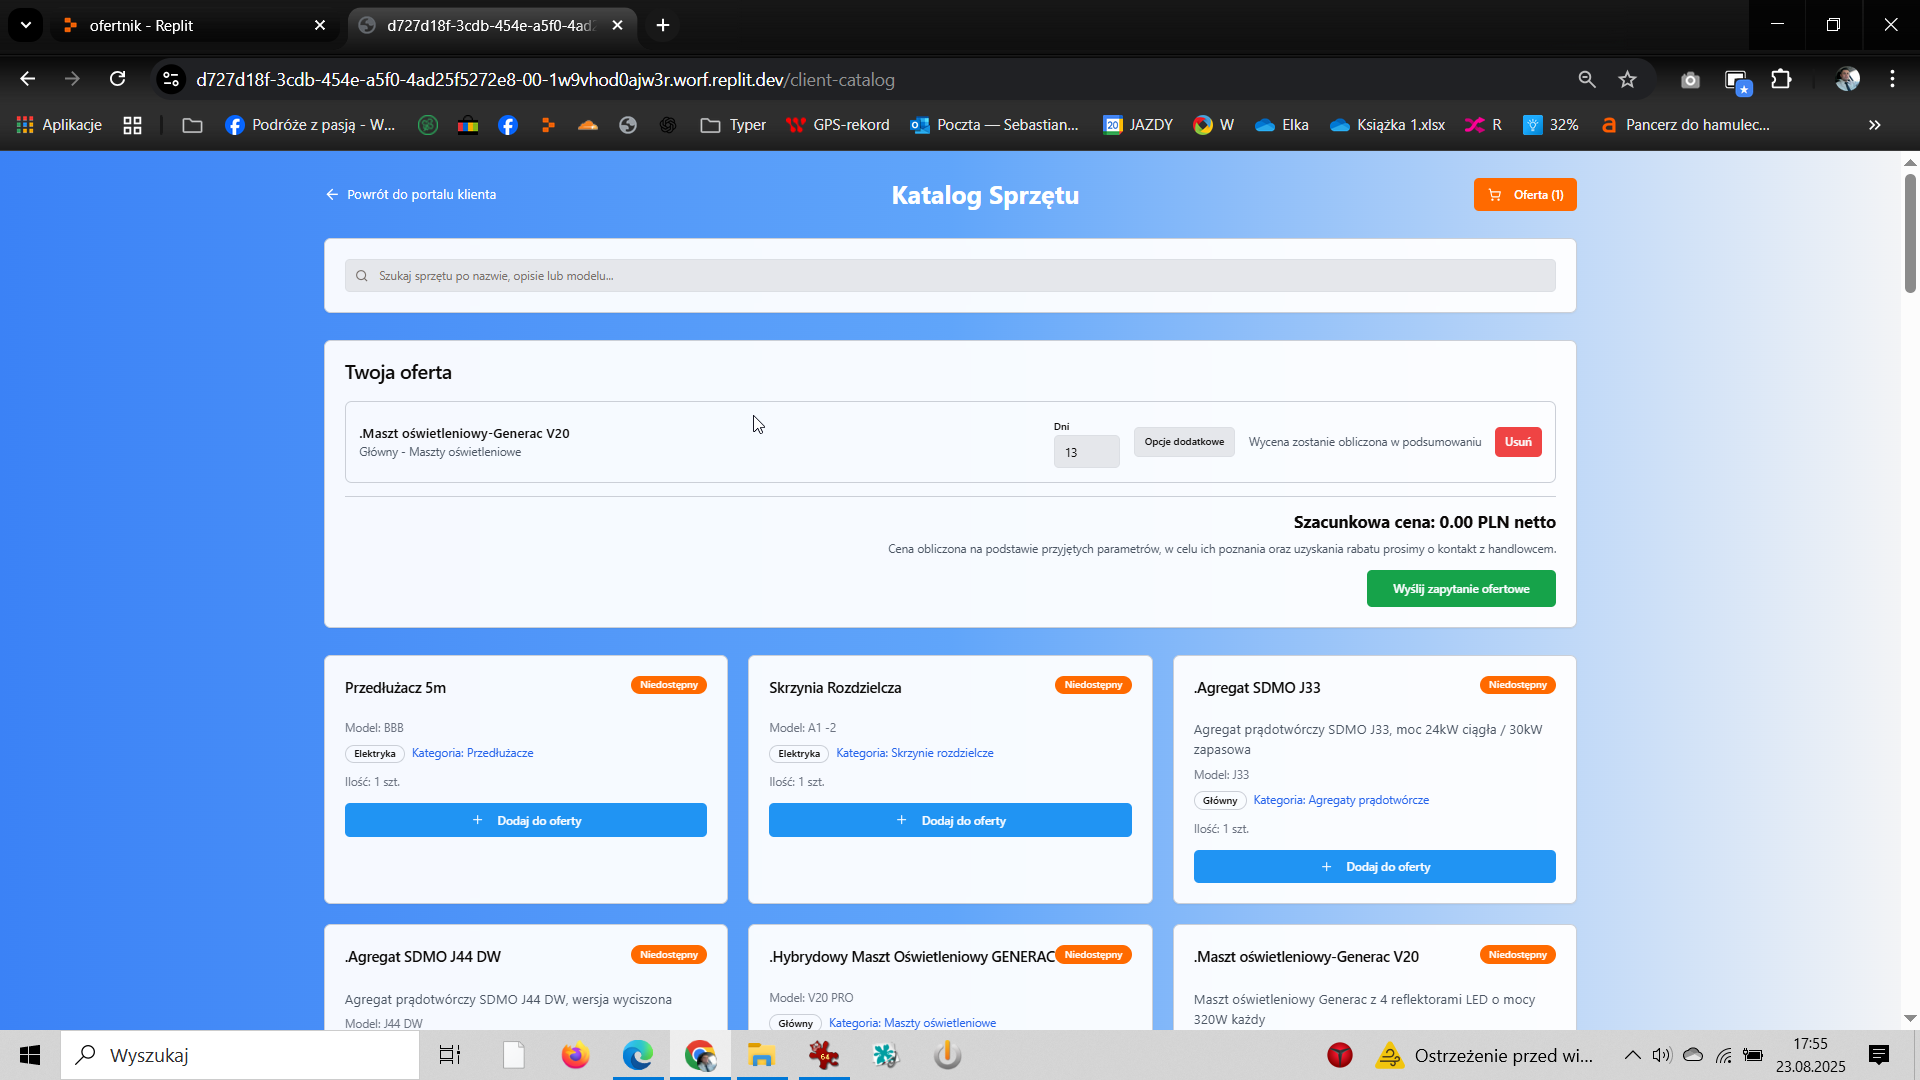 ofertnik - Replit
d727d18f-3cdb-454e-a5f0-4ad2
d727d18f-3cdb-454e-a5f0-4ad25f5272e8-00-1w9vhod0ajw3r.worf.replit.dev/client-catalog
Aplikacje
Podróże z pasją - W...
Typer
GPS-rekord
Poczta — Sebastian...
20 JAZDY
W
Elka
Książka 1.xlsx
R
32%
Pancerz do hamulec...
Powrót do portalu klienta
Katalog Sprzętu
Oferta (1)
Szukaj sprzętu po nazwie, opisie lub modelu...
Twoja oferta
.Maszt oświetleniowy-Generac V20
Główny - Maszty oświetleniowe
Dni
13
Opcje dodatkowe
Wycena zostanie obliczona w podsumowaniu
Usuń
Szacunkowa cena: 0.00 PLN netto
Cena obliczona na podstawie przyjętych parametrów, w celu ich poznania oraz uzyskania rabatu prosimy o kontakt z handlowcem.
Wyślij zapytanie ofertowe
Przedłużacz 5m
Niedostępny
Model: BBB
Elektryka Kategoria: Przedłużacze
Ilość: 1 szt.
Dodaj do oferty
Skrzynia Rozdzielcza
Niedostępny
Model: A1 -2
Elektryka Kategoria: Skrzynie rozdzielcze
Ilość: 1 szt.
Dodaj do oferty
.Agregat SDMO J33
Niedostępny
Agregat prądotwórczy SDMO J33, moc 24kW ciągła / 30kW
zapasowa
Model: J33
Główny Kategoria: Agregaty prądotwórcze
Ilość: 1 szt.
Dodaj do oferty
.Agregat SDMO J44 DW
Niedostępny
Agregat prądotwórczy SDMO J44 DW, wersja wyciszona
Model: J44 DW
.Hybrydowy Maszt Oświetleniowy GENERAC
Niedostępny
Model: V20 PRO
Główny Kategoria: Maszty oświetleniowe
.Maszt oświetleniowy-Generac V20
Niedostępny
Maszt oświetleniowy Generac z 4 reflektorami LED o mocy
320W każdy
Wyszukaj
64
Ostrzeżenie przed wi...
17:55
23.08.2025